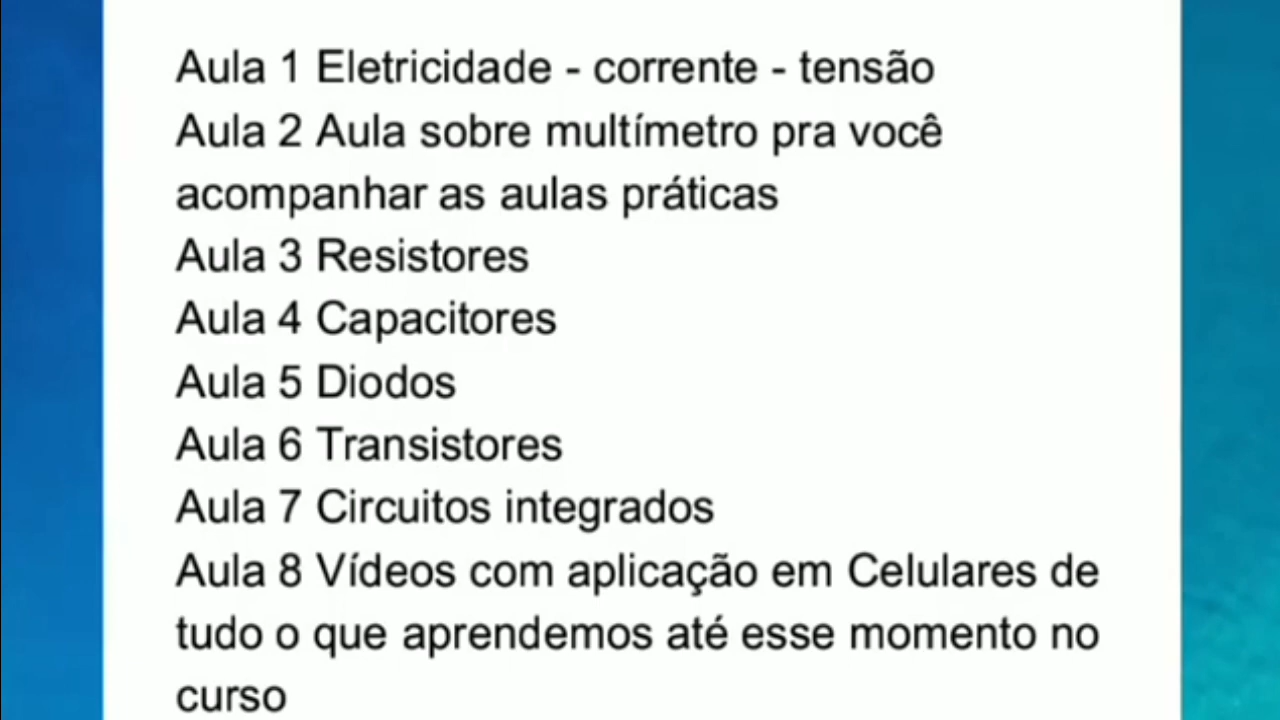 Aula 1 Eletricidade - corrente - tensão
Aula 2 Aula sobre multímetro pra você
acompanhar as aulas práticas
Aula 3 Resistores
Aula 4 Capacitores
Aula 5 Diodos
Aula 6 Transistores
Aula 7 Circuitos integrados
Aula 8 Vídeos com aplicação em Celulares de
tudo o que aprendemos até esse momento no
curso